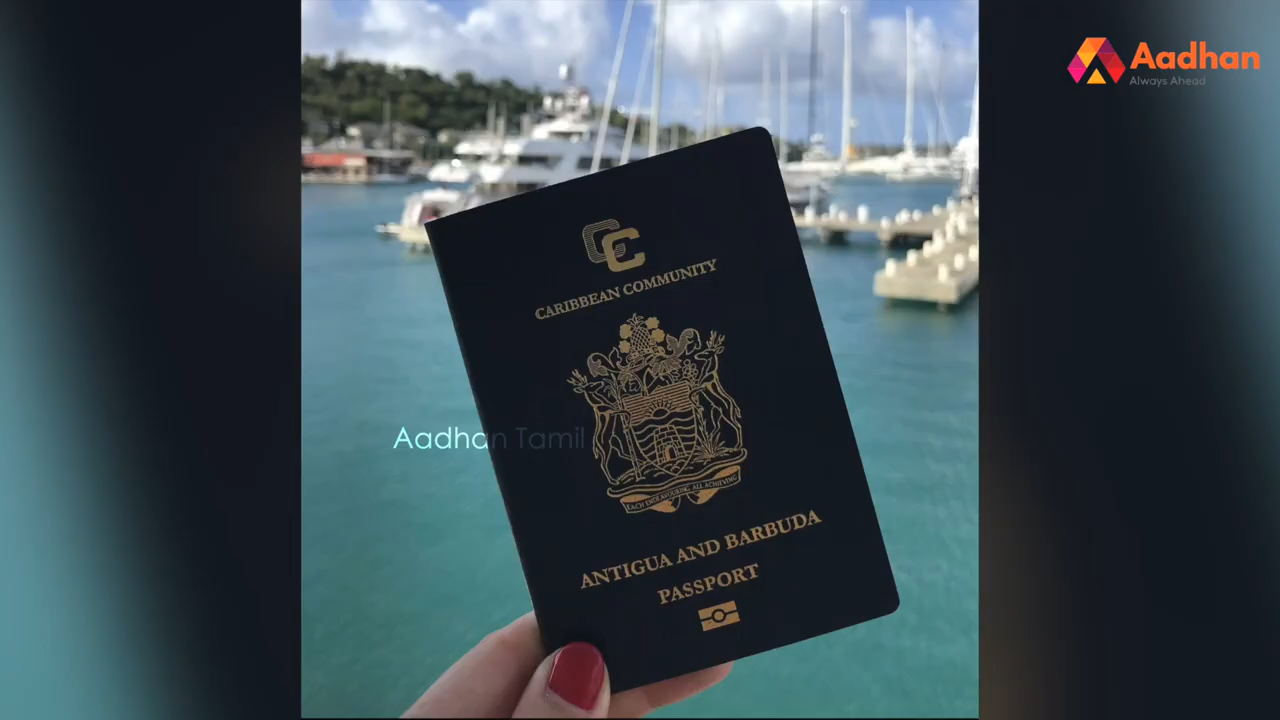 Aadhan
Always Ahead
CARIBBEAN COMMUNITY
Aadhan Tamil
EACH ENDEAVOURING, ALL ACHIEVING
ANTIGUA AND BARBUDA
PASSPORT